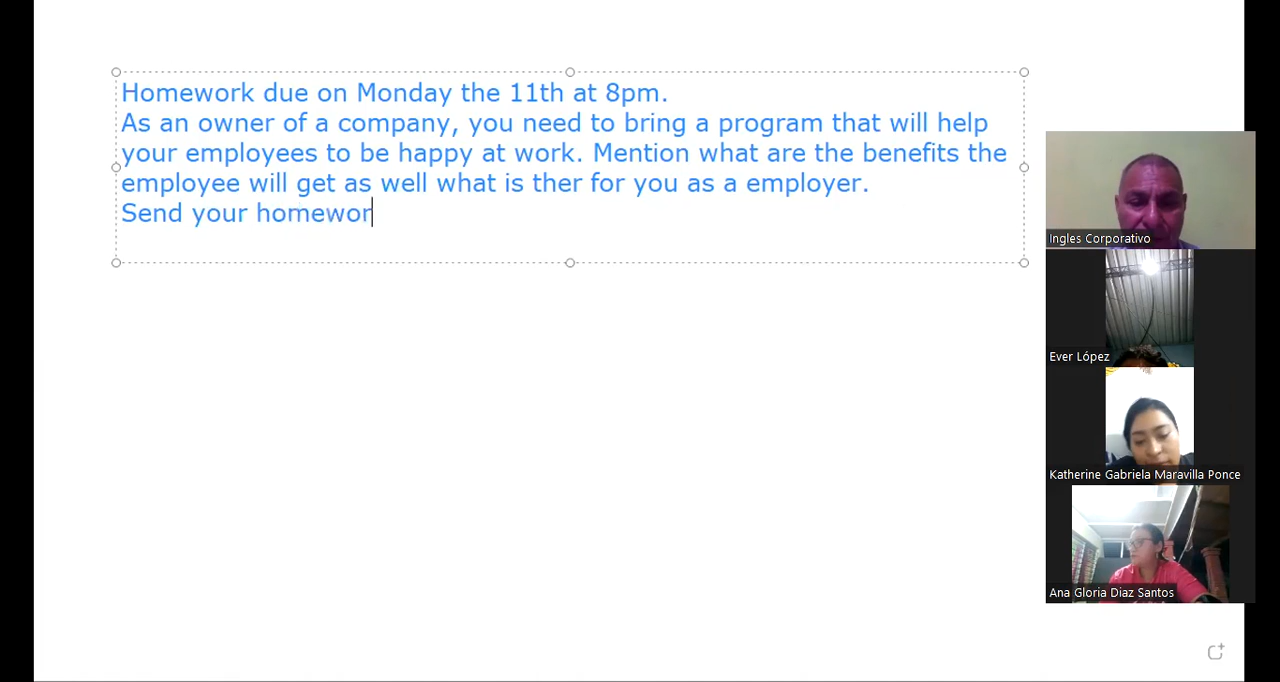 Homework due on Monday the 11th at 8pm.
As an owner of a company, you need to bring a program that will help
your employees to be happy at work. Mention what are the benefits the
employee will get as well what is ther for you as a employer.
Send your homewor
Ingles Corporativo
Ever López
Katherine Gabriela Maravilla Ponce
Ana Gloria Diaz Santos